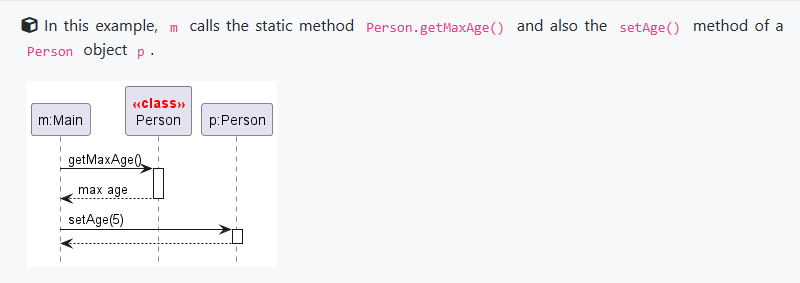 In this example, m calls the static method Person.getMaxAge() and also the setAge() method of a
Person object p .
«class»
m:Main
Person
p:Person
getMaxAge()
max age
setAge(5)